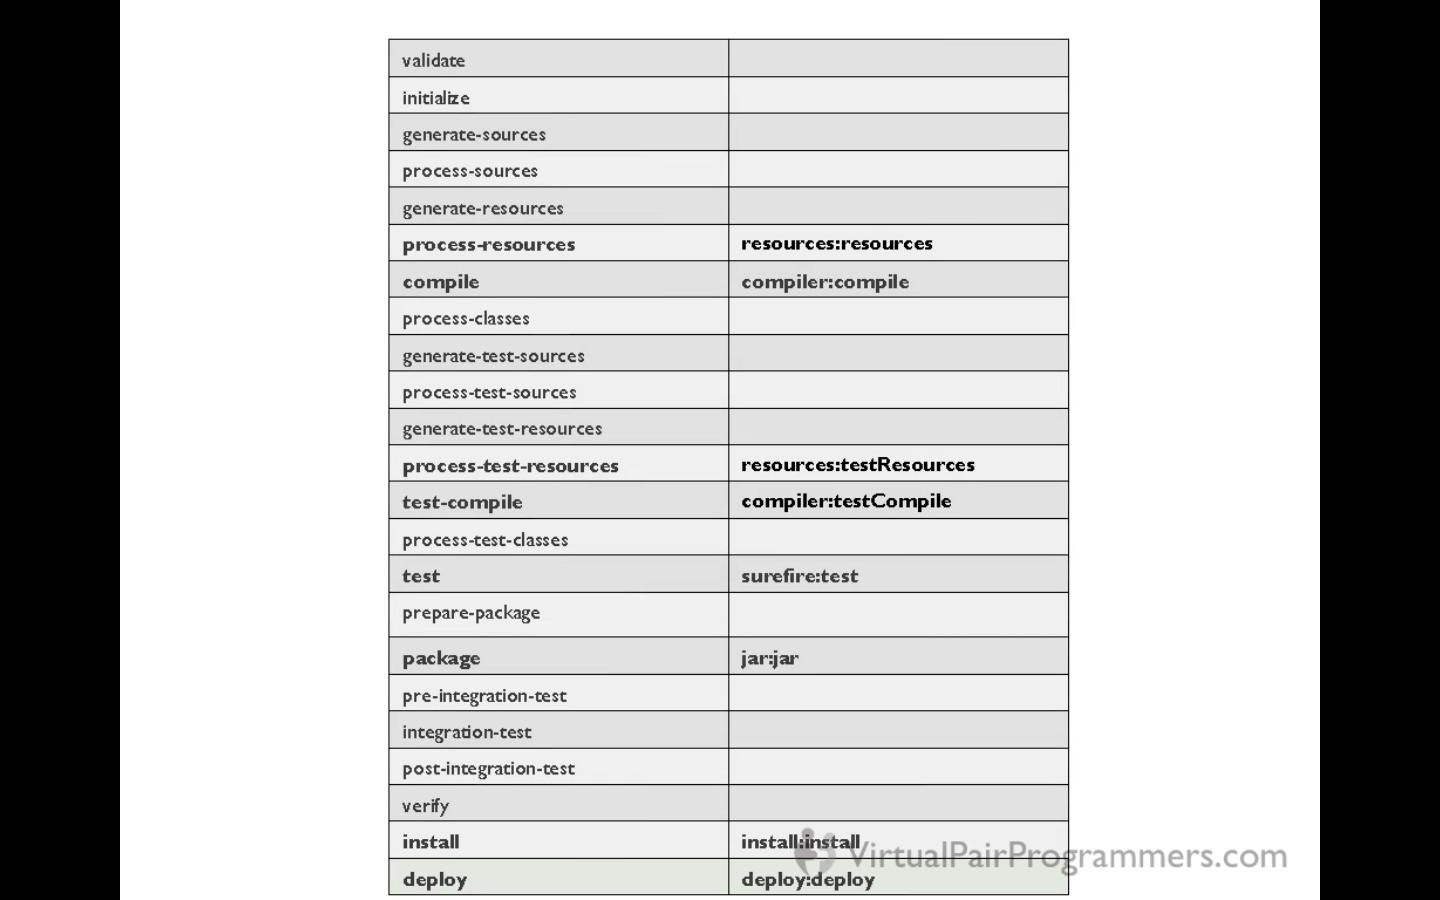 validate
initialize
generate-sources
process-sources
generate-resources
process-resources resources:resources
compile compiler:compile
process-classes
generate-test-sources
process-test-sources
generate-test-resources
process-test-resources resources:testResources
test-compile compiler:testCompile
process-test-classes
test surefire:test
prepare-package
package jar:jar
pre-integration-test
integration-test
post-integration-test
verify
install install:install
VirtualPairProgrammers.com
deploy deploy:deploy